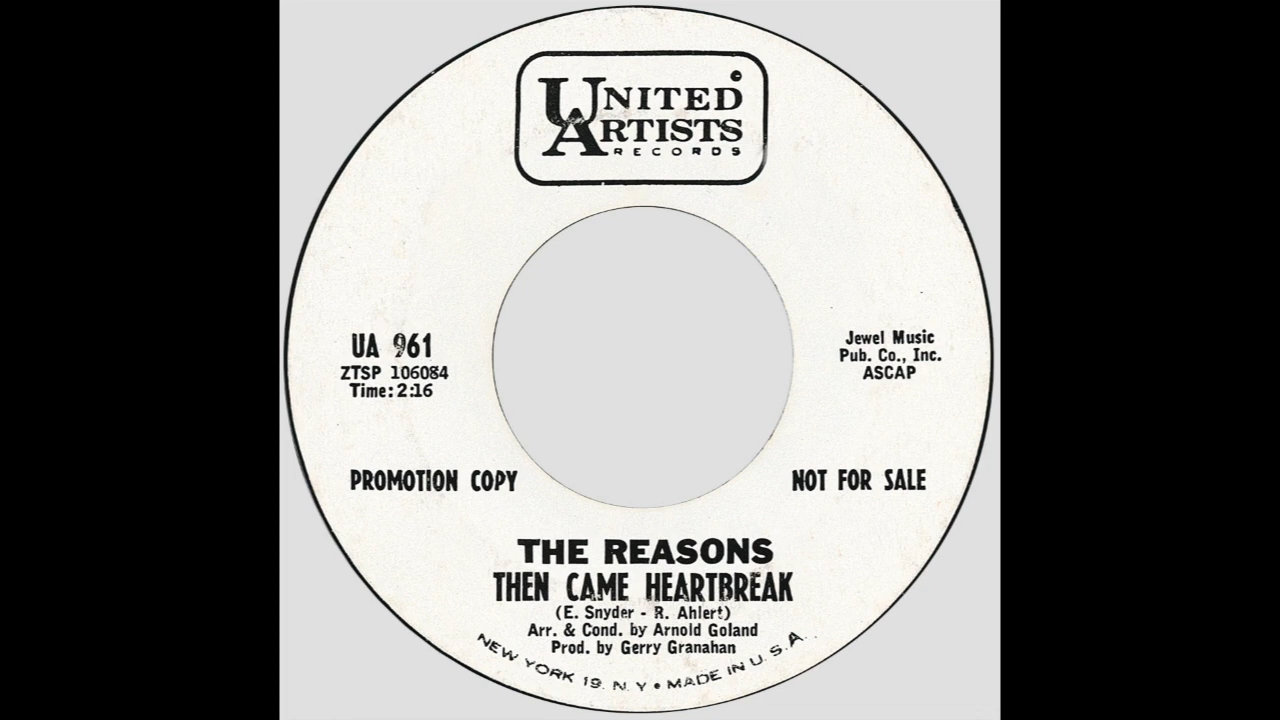 UNITED
ARTISTS
RECORDS
UA 961
ZTSP 106084
Time: 2:16
Jewel Music
Pub. Co., Inc.
ASCAP
PROMOTION COPY
NOT FOR SALE
THE REASONS
THEN CAME HEARTBREAK
(E. Snyder - R. Ahlert)
Arr. & Cond. by Arnold Goland
Prod. by Gerry Granahan
NEW YORK 19, N. Y • MADE IN U. S. A.